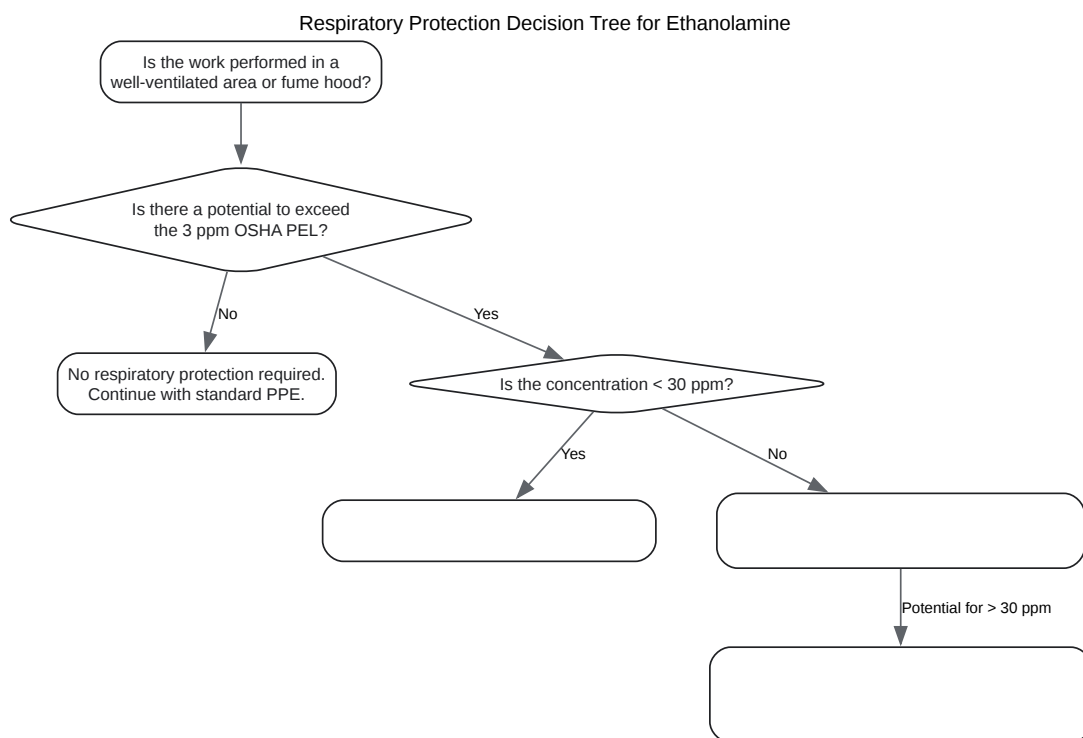 Respiratory Protection Decision Tree for Ethanolamine
Is the work performed in a
well-ventilated area or fume hood?
Is there a potential to exceed
the 3 ppm OSHA PEL?
No
Yes
No respiratory protection required.
Continue with standard PPE.
Is the concentration < 30 ppm?
Yes
No
Potential for > 30 ppm